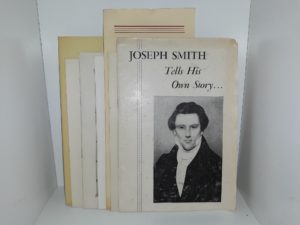 JOSEPH SMITH
Tells His
Own Story...